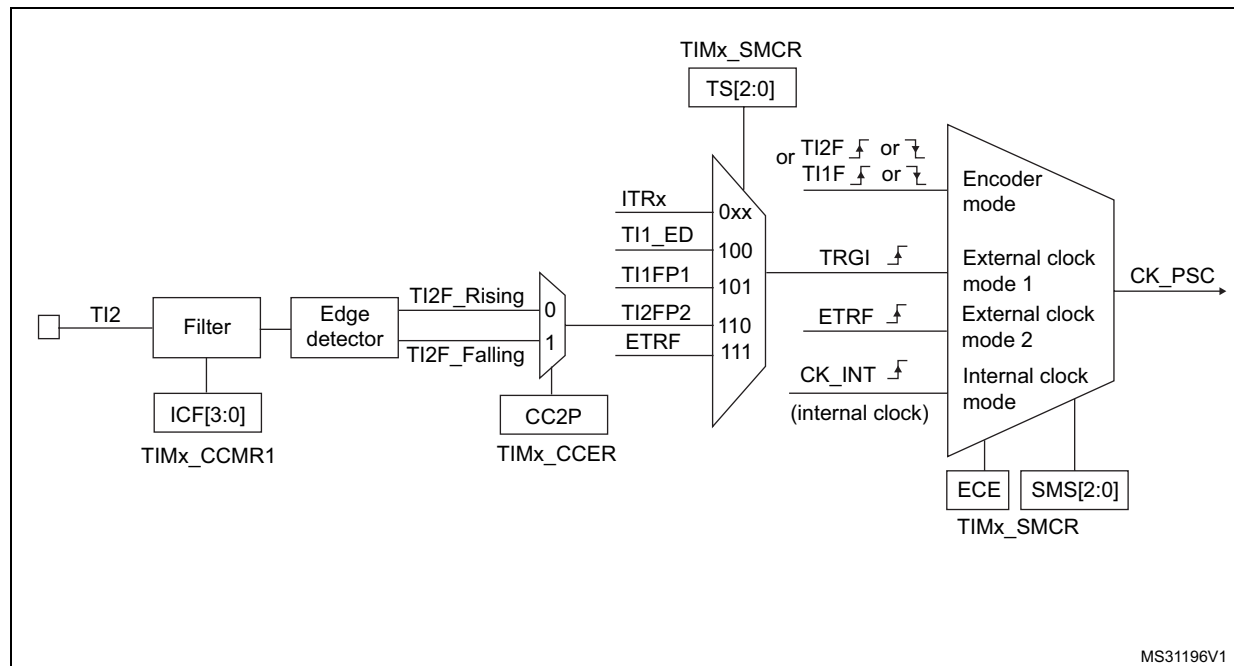 TIMx_SMCR
TS[2:0]
or TI2F or
TI1F or
Encoder
mode
ITRx
0xx
TI1_ED
100
TRGI
External clock
mode 1
CK_PSC
TI1FP1
101
TI2
Filter
Edge
detector
TI2F_Rising
0
TI2F_Falling
1
TI2FP2
110
ETRF
111
ETRF
External clock
mode 2
CK_INT
(internal clock)
Internal clock
mode
ICF[3:0]
TIMx_CCMR1
CC2P
TIMx_CCER
ECE
SMS[2:0]
TIMx_SMCR
MS31196V1